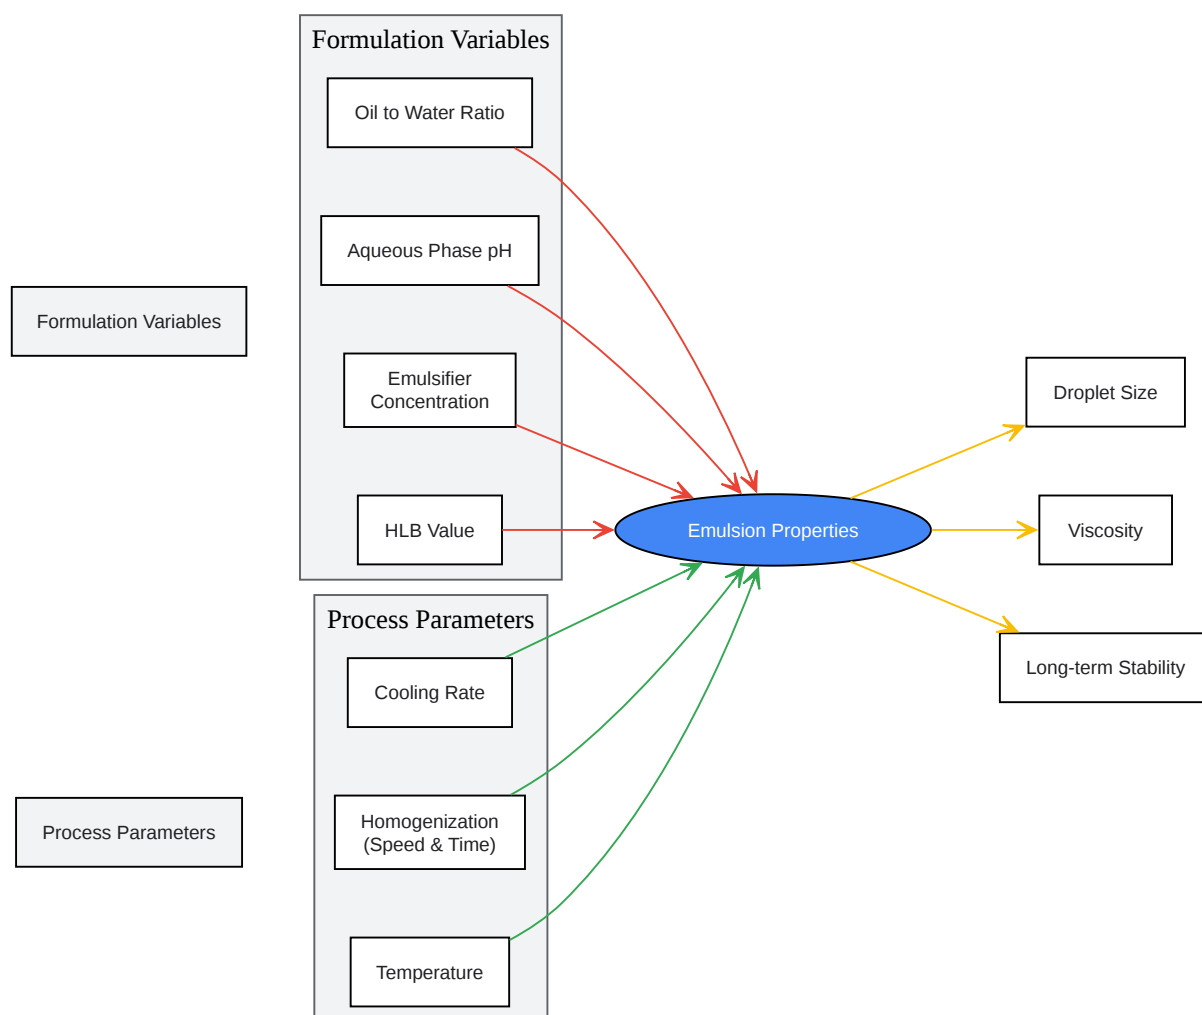 Formulation Variables
Oil to Water Ratio
Aqueous Phase pH
Formulation Variables
Emulsifier
Concentration
Droplet Size
HLB Value
Emulsion Properties
Viscosity
Process Parameters
Cooling Rate
Long-term Stability
Homogenization
(Speed & Time)
Process Parameters
Temperature